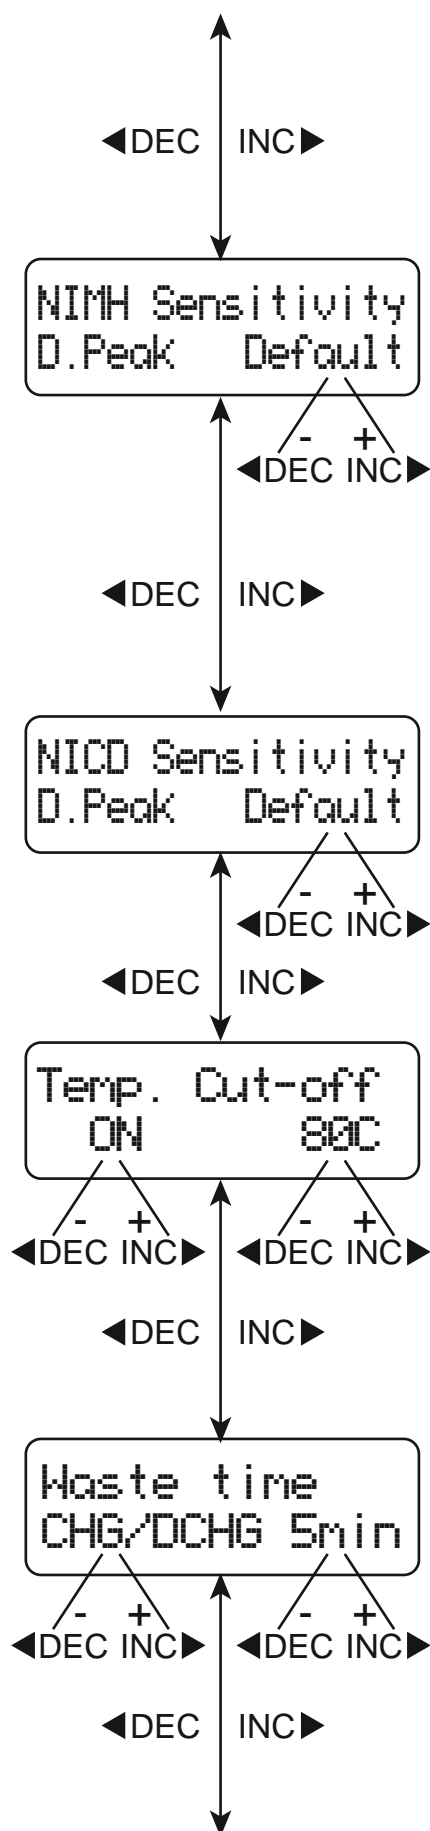 ◀DEC INC▶
NIMH Sensitivity
D.Peak Default
- +
◀DEC INC▶
◀DEC INC▶
NICD Sensitivity
D.Peak Default
- +
◀DEC INC▶
◀DEC INC▶
Temp. Cut-off
ON 80C
- + - +
◀DEC INC▶ ◀DEC INC▶
◀DEC INC▶
Waste time
CHG/DCHG 5min
- + - +
◀DEC INC▶ ◀DEC INC▶
◀DEC INC▶